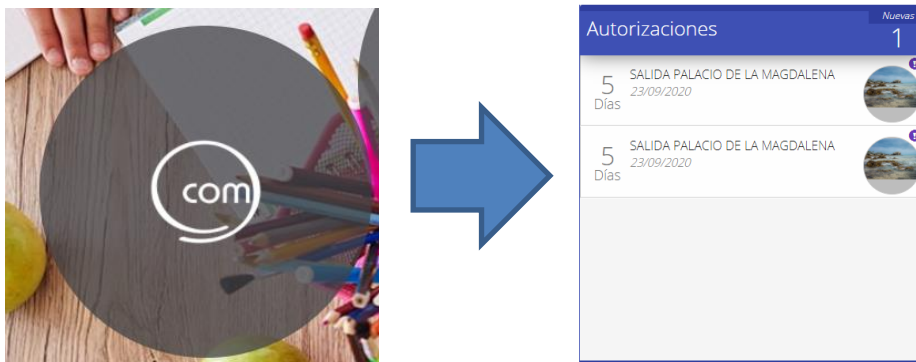 com
Autorizaciones
Nuevas
1
5
Días
SALIDA PALACIO DE LA MAGDALENA
23/09/2020
5
Días
SALIDA PALACIO DE LA MAGDALENA
23/09/2020